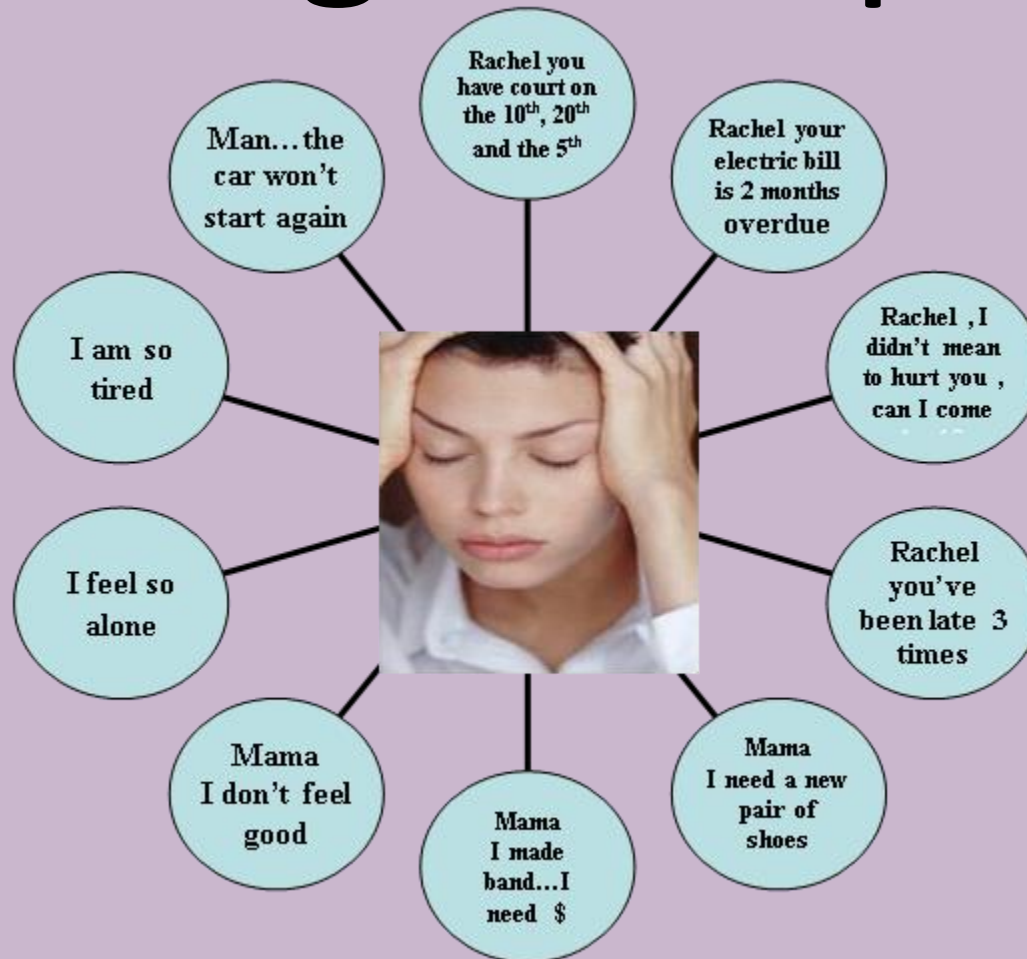 Rachel you
have court on
the 10th, 20th
and the 5th
Rachel your
electric bill
is 2 months
overdue
Rachel , I
didn't mean
to hurt you ,
can I come
Rachel
you've
been late 3
times
Mama
I need a new
pair of
shoes
Mama
I made
band...I
need $
Mama
I don't feel
good
I feel so
alone
I am so
tired
Man...the
car won't
start again